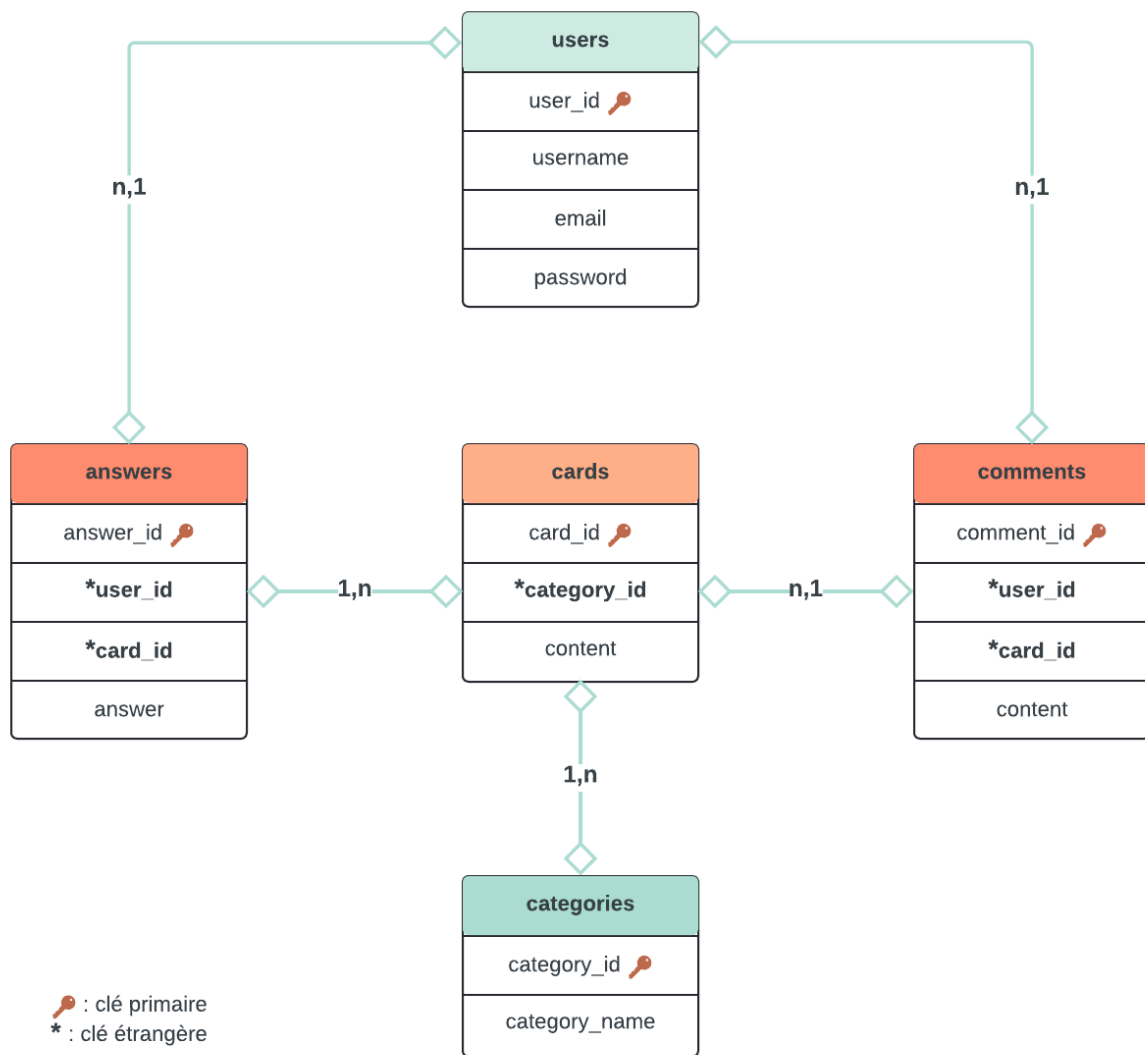 users
user_id
username
email
password
n,1
n,1
answers
answer_id
*user_id
*card_id
answer
1,n
cards
card_id
*category_id
content
n,1
comments
comment_id
*user_id
*card_id
content
1,n
categories
category_id
category_name
: clé primaire
* : clé étrangère